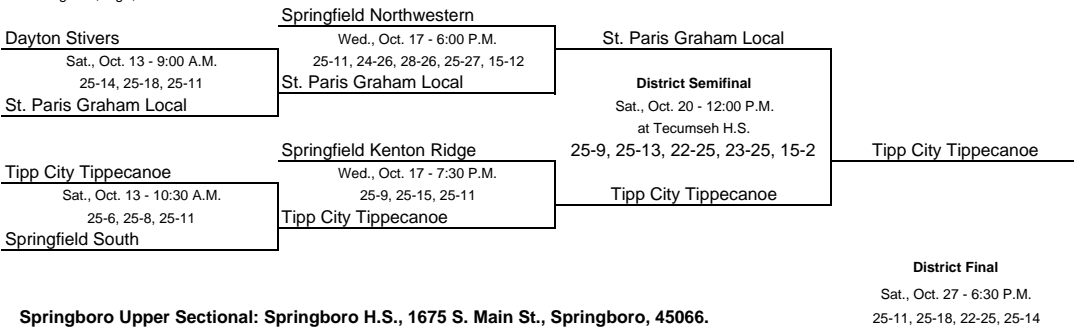 Springfield Northwestern
Dayton Stivers
Wed., Oct. 17 - 6:00 P.M.
St. Paris Graham Local
Sat., Oct. 13 - 9:00 A.M.
25-11, 24-26, 28-26, 25-27, 15-12
25-14, 25-18, 25-11
St. Paris Graham Local
District Semifinal
St. Paris Graham Local
Sat., Oct. 20 - 12:00 P.M.
at Tecumseh H.S.
Springfield Kenton Ridge
25-9, 25-13, 22-25, 23-25, 15-2
Tipp City Tippecanoe
Tipp City Tippecanoe
Wed., Oct. 17 - 7:30 P.M.
Sat., Oct. 13 - 10:30 A.M.
25-9, 25-15, 25-11
Tipp City Tippecanoe
25-6, 25-8, 25-11
Tipp City Tippecanoe
Springfield South
District Final
Sat., Oct. 27 - 6:30 P.M.
Springboro Upper Sectional: Springboro H.S., 1675 S. Main St., Springboro, 45066.
25-11, 25-18, 22-25, 25-14